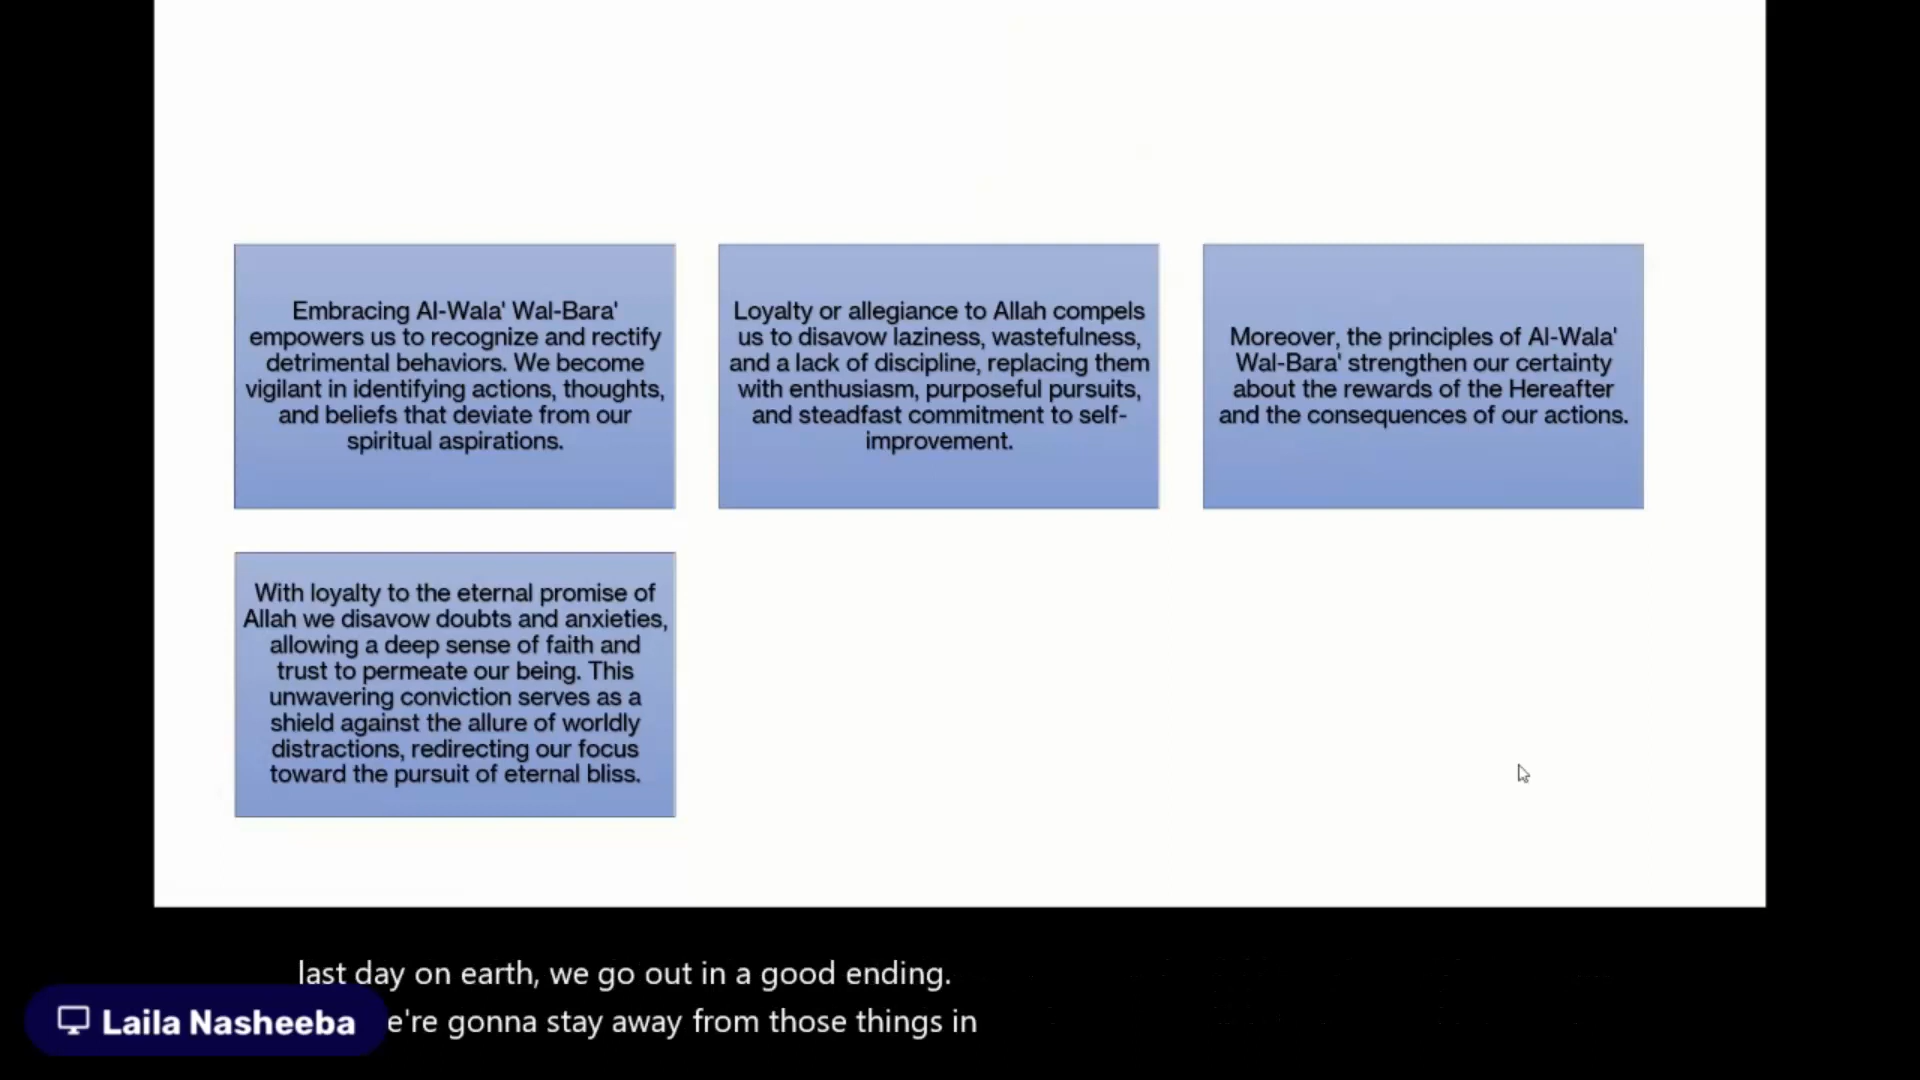 Embracing Al-Wala' Wal-Bara'
empowers us to recognize and rectify
detrimental behaviors. We become
vigilant in identifying actions, thoughts,
and beliefs that deviate from our
spiritual aspirations.
Loyalty or allegiance to Allah compels
us to disavow laziness, wastefulness,
and a lack of discipline, replacing them
with enthusiasm, purposeful pursuits,
and steadfast commitment to self-
improvement.
Moreover, the principles of Al-Wala'
Wal-Bara' strengthen our certainty
about the rewards of the Hereafter
and the consequences of our actions.
With loyalty to the eternal promise of
Allah we disavow doubts and anxieties,
allowing a deep sense of faith and
trust to permeate our being. This
unwavering conviction serves as a
shield against the allure of worldly
distractions, redirecting our focus
toward the pursuit of eternal bliss.
last day on earth, we go out in a good ending.
e're gonna stay away from those things in
Laila Nasheeba